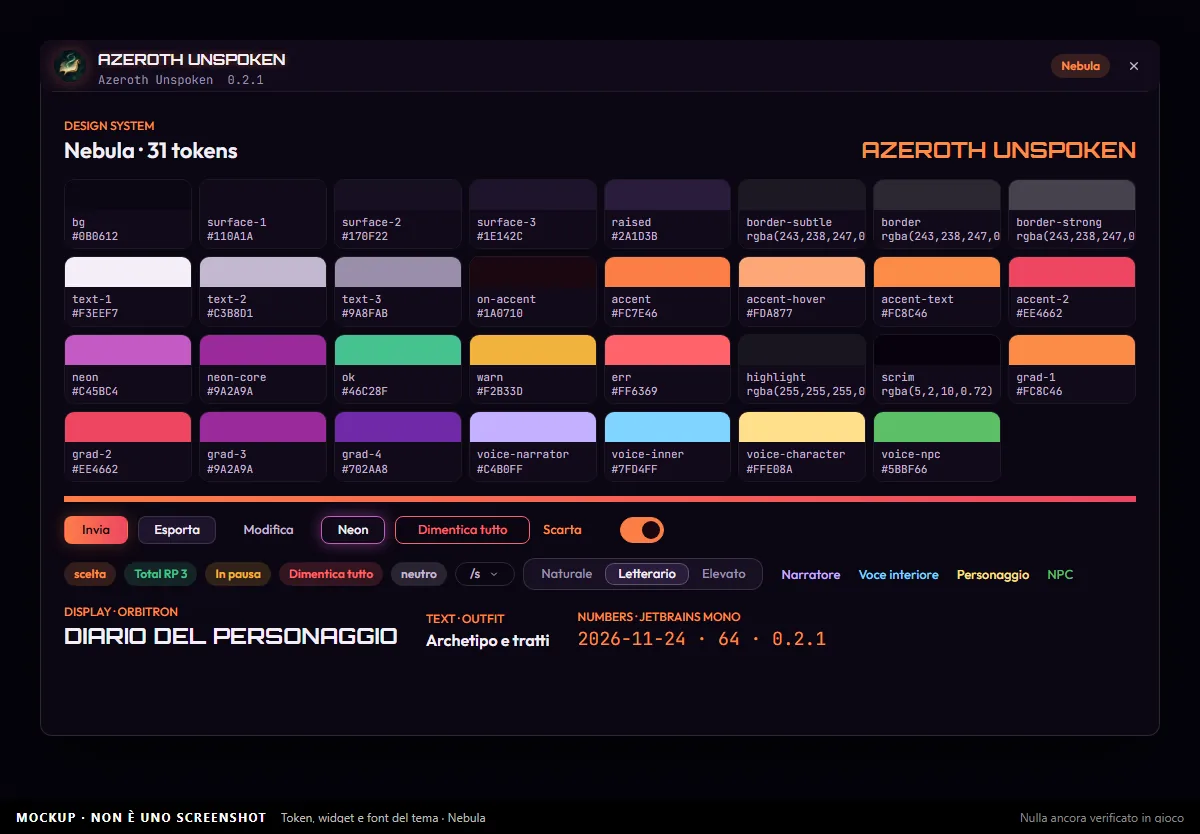 AZEROTH UNSPOKEN
Azeroth Unspoken 0.2.1
Nebula ×
DESIGN SYSTEM
Nebula · 31 tokens
AZEROTH UNSPOKEN
bg surface-1 surface-2 surface-3 raised border-subtle border border-strong
#0B0612 #110A1A #170F22 #1E142C #2A1D3B rgba(243,238,247,0 rgba(243,238,247,0 rgba(243,238,247,0
text-1 text-2 text-3 on-accent accent accent-hover accent-text accent-2
#F3EEF7 #C3B8D1 #9A8FAB #1A0710 #FC7E46 #FDA877 #FC8C46 #EE4662
neon neon-core ok warn err highlight scrim grad-1
#C45BC4 #9A2A9A #46C28F #F2B33D #FF6369 rgba(255,255,255,0 rgba(5,2,10,0.72) #FC8C46
grad-2 grad-3 grad-4 voice-narrator voice-inner voice-character voice-npc
#EE4662 #9A2A9A #702AA8 #C4B0FF #7FD4FF #FFE08A #5BBF66
Invia Esporta Modifica Neon Dimentica tutto Scarta
scelta Total RP 3 In pausa Dimentica tutto neutro /s Naturale Letterario Elevato Narratore Voce interiore Personaggio NPC
DISPLAY · ORBITRON
DIARIO DEL PERSONAGGIO
TEXT · OUTFIT
Archetipo e tratti
NUMBERS · JETBRAINS MONO
2026-11-24 · 64 · 0.2.1
MOCKUP · NON È UNO SCREENSHOT Token, widget e font del tema · Nebula Nulla ancora verificato in gioco